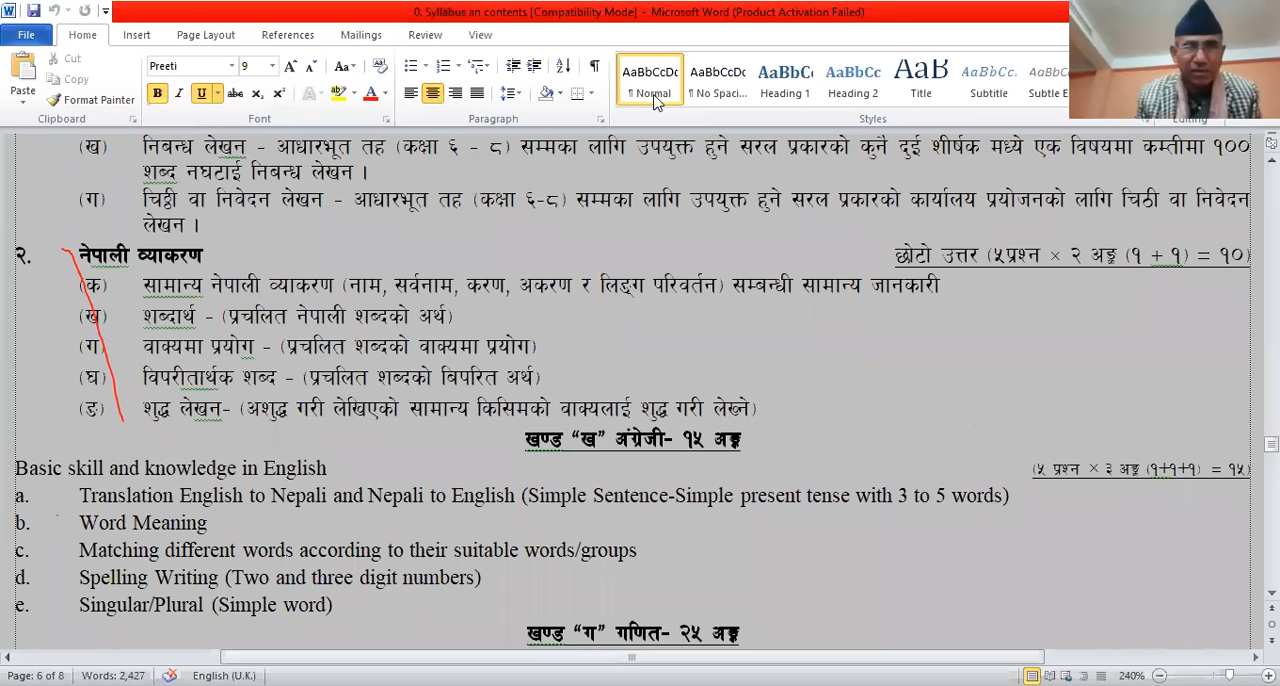 0. Syllabus an contents [Compatibility Mode] - Microsoft Word (Product Activation Failed)
File Home Insert Page Layout References Mailings Review View
Cut
Copy
Paste
Format Painter
Preeti 9
AaBbCcDc AaBbCcDc AaBbC AaBbCc AaB AaBbCc. AaBbCc
¶ Normal ¶ No Spaci... Heading 1 Heading 2 Title Subtitle Subtle E
Clipboard Font Paragraph Styles Editing
(ख) निबन्ध लेखन - आधारभूत तह (कक्षा ६ - ८) सम्मका लागि उपयुक्त हुने सरल प्रकारको कुनै दुई शीर्षक मध्ये एक विषयमा कम्तीमा १००
शब्द नघटाई निबन्ध लेखन ।
(ग) चिठ्ठी वा निवेदन लेखन - आधारभूत तह (कक्षा ६-८) सम्मका लागि उपयुक्त हुने सरल प्रकारको कार्यालय प्रयोजनको लागि चिठी वा निवेदन
लेखन ।
२. नेपाली व्याकरण छोटो उत्तर (५प्रश्न × २ अङ्क (१ + १) = १०)
(क) सामान्य नेपाली व्याकरण (नाम, सर्वनाम, करण, अकरण र लिङ्ग परिवर्तन) सम्बन्धी सामान्य जानकारी
(ख) शब्दार्थ - (प्रचलित नेपाली शब्दको अर्थ)
(ग) वाक्यमा प्रयोग - (प्रचलित शब्दको वाक्यमा प्रयोग)
(घ) विपरीतार्थक शब्द - (प्रचलित शब्दको बिपरित अर्थ)
(ङ) शुद्ध लेखन- (अशुद्ध गरी लेखिएको सामान्य किसिमको वाक्यलाई शुद्ध गरी लेख्ने)
खण्ड "ख" अंग्रेजी- १५ अङ्क
Basic skill and knowledge in English (५ प्रश्न × ३ अङ्क (१+१+१) = १५)
a. Translation English to Nepali and Nepali to English (Simple Sentence-Simple present tense with 3 to 5 words)
b. Word Meaning
c. Matching different words according to their suitable words/groups
d. Spelling Writing (Two and three digit numbers)
e. Singular/Plural (Simple word)
खण्ड "ग" गणित- २५ अङ्क
Page: 6 of 8 Words: 2,427 English (U.K.) 240%